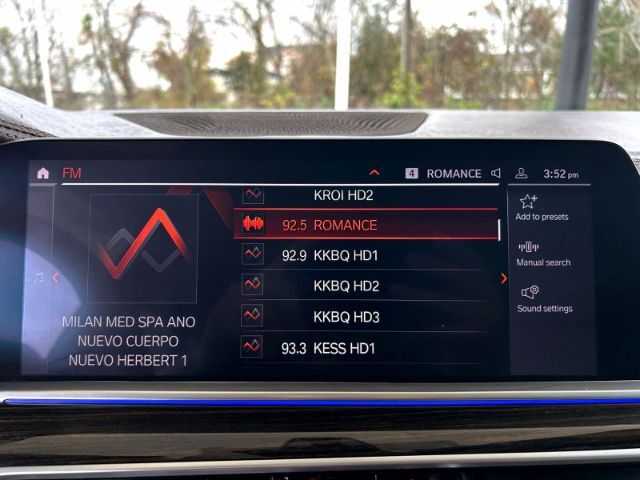 FM
4 ROMANCE 3:52 pm
KROI HD2
92.5 ROMANCE
92.9 KKBQ HD1
KKBQ HD2
KKBQ HD3
93.3 KESS HD1
MILAN MED SPA ANO
NUEVO CUERPO
NUEVO HERBERT 1
Add to presets
Manual search
Sound settings